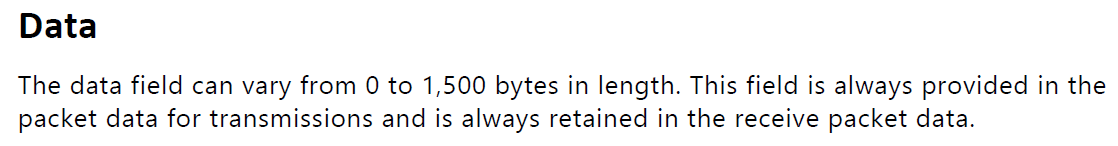 Data
The data field can vary from 0 to 1,500 bytes in length. This field is always provided in the
packet data for transmissions and is always retained in the receive packet data.